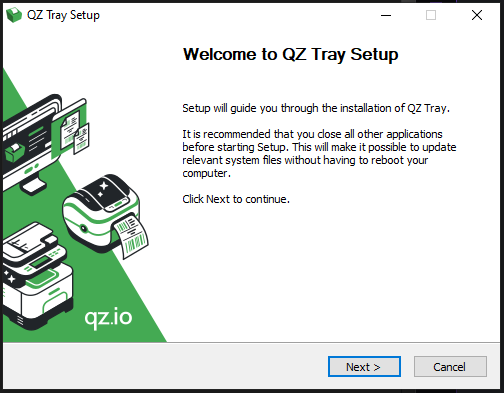 QZ Tray Setup
Welcome to QZ Tray Setup
Setup will guide you through the installation of QZ Tray.
It is recommended that you close all other applications
before starting Setup. This will make it possible to update
relevant system files without having to reboot your
computer.
Click Next to continue.
qz.io
Next >
Cancel